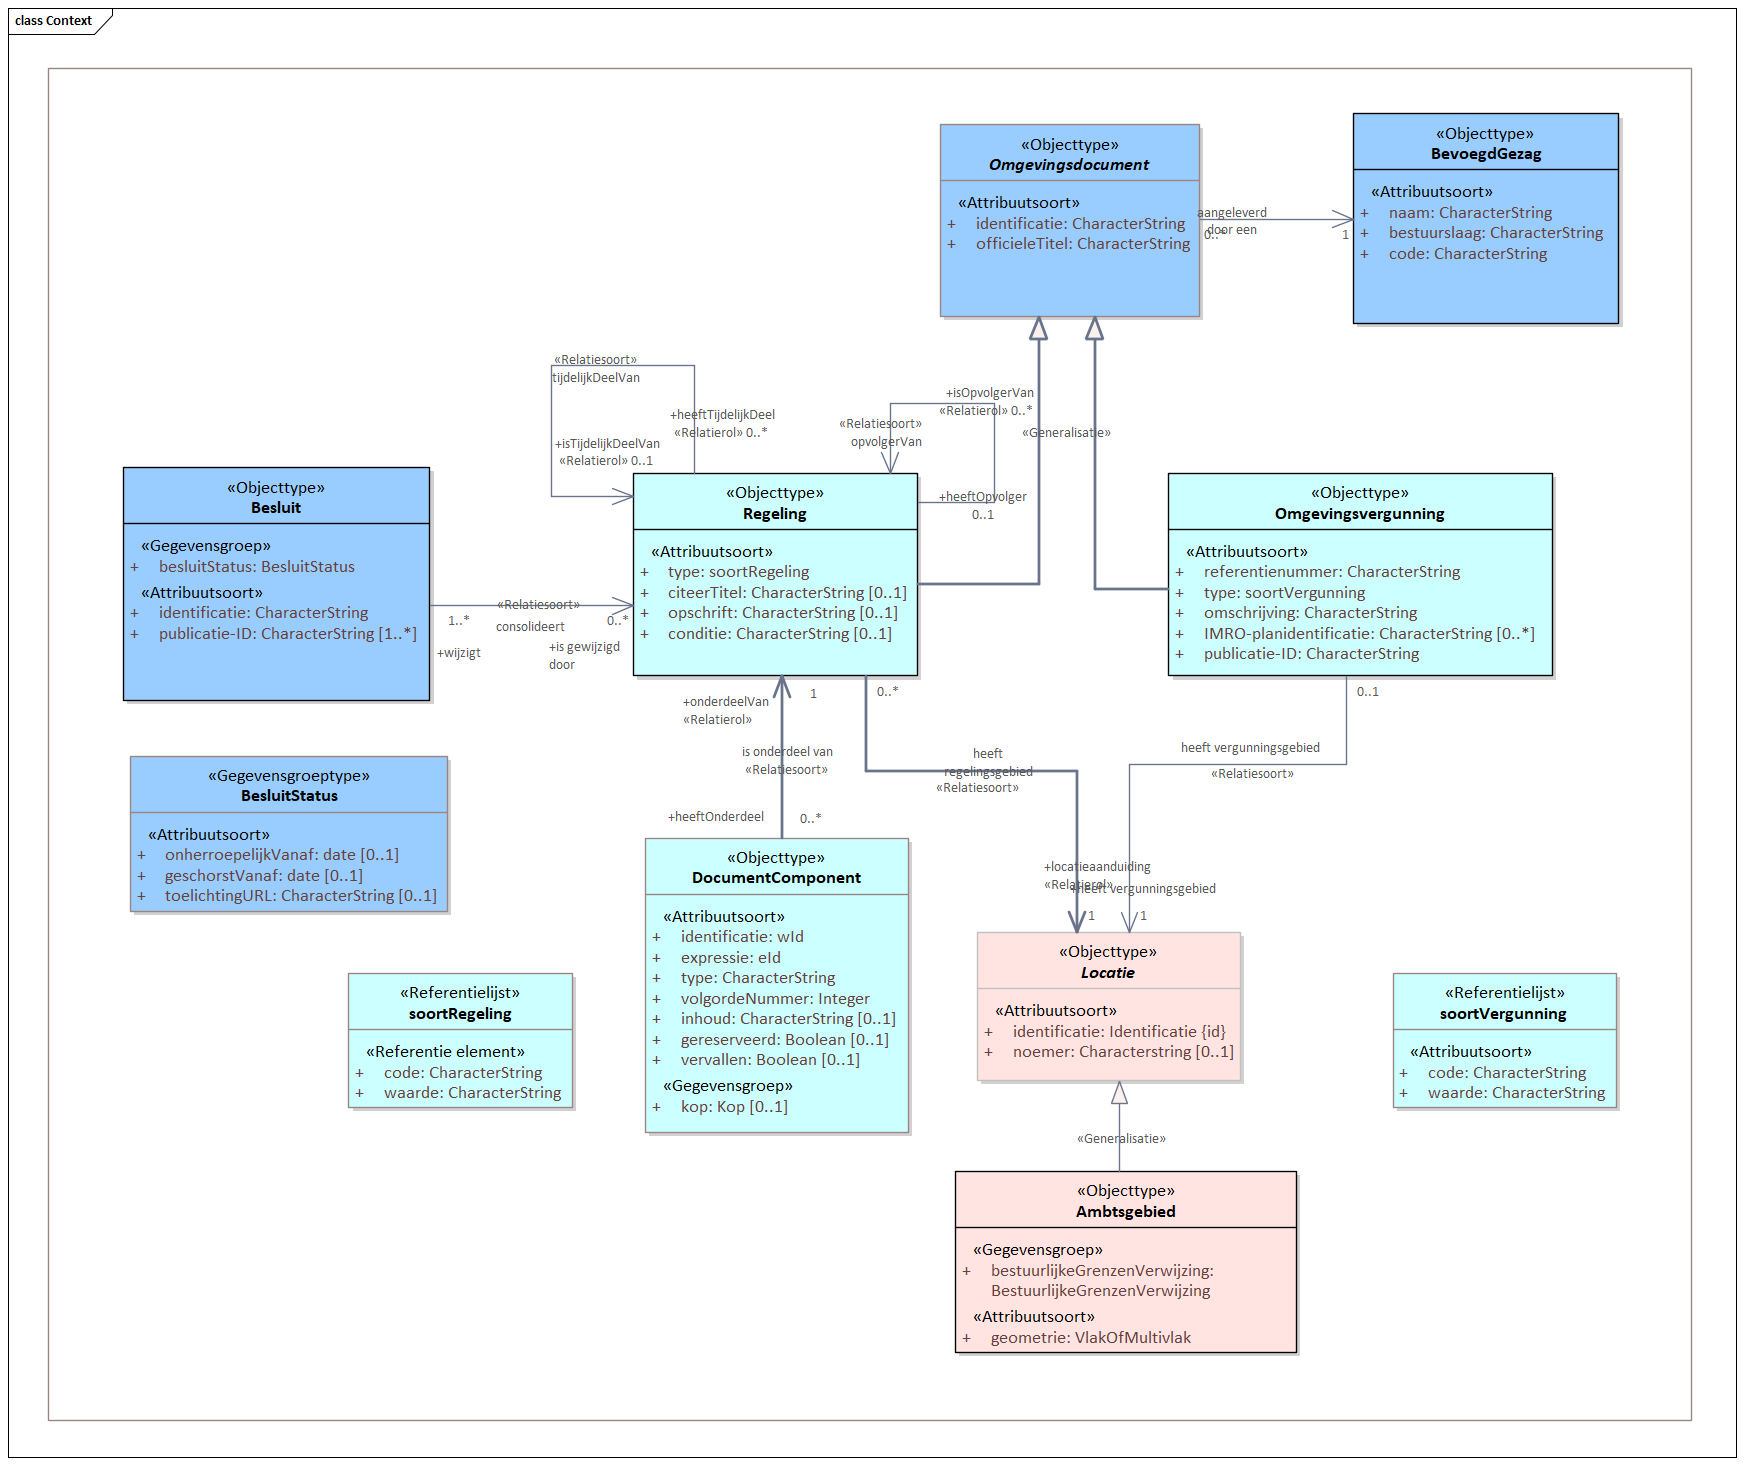 class Context
«Objecttype»
Omgevingsdocument
«Attribuutsoort»
+ identificatie: CharacterString
+ officieleTitel: CharacterString
«Objecttype»
BevoegdGezag
«Attribuutsoort»
+ naam: CharacterString
+ bestuurslaag: CharacterString
+ code: CharacterString
aangeleverd
door een
0..*
1
«Relatiesoort»
tijdelijkDeelVan
+heeftTijdelijkDeel
«Relatierol» 0..*
+isTijdelijkDeelVan
«Relatierol» 0..1
+isOpvolgerVan
«Relatierol» 0..*
«Relatiesoort»
opvolgerVan
+heeftOpvolger
0..1
«Generalisatie»
«Objecttype»
Besluit
«Gegevensgroep»
+ besluitStatus: BesluitStatus
«Attribuutsoort»
+ identificatie: CharacterString
+ publicatie-ID: CharacterString [1..*]
«Relatiesoort»
consolideert
1..*
0..*
+wijzigt
+is gewijzigd
door
«Objecttype»
Regeling
«Attribuutsoort»
+ type: soortRegeling
+ citeerTitel: CharacterString [0..1]
+ opschrift: CharacterString [0..1]
+ conditie: CharacterString [0..1]
«Objecttype»
Omgevingsvergunning
«Attribuutsoort»
+ referentienummer: CharacterString
+ type: soortVergunning
+ omschrijving: CharacterString
+ IMRO-planidentificatie: CharacterString [0..*]
+ publicatie-ID: CharacterString
+onderdeelVan
«Relatierol»
1
is onderdeel van
«Relatiesoort»
+heeftOnderdeel
0..*
0..*
heeft
regelingsgebied
«Relatiesoort»
+locatieaanduiding
«Relatierol»
1
0..1
heeft vergunningsgebied
«Relatiesoort»
+heeft vergunningsgebied
1
«Gegevensgroeptype»
BesluitStatus
«Attribuutsoort»
+ onherroepelijkVanaf: date [0..1]
+ geschorstVanaf: date [0..1]
+ toelichtingURL: CharacterString [0..1]
«Objecttype»
DocumentComponent
«Attribuutsoort»
+ identificatie: wId
+ expressie: eId
+ type: CharacterString
+ volgordeNummer: Integer
+ inhoud: CharacterString [0..1]
+ gereserveerd: Boolean [0..1]
+ vervallen: Boolean [0..1]
«Gegevensgroep»
+ kop: Kop [0..1]
«Referentielijst»
soortRegeling
«Referentie element»
+ code: CharacterString
+ waarde: CharacterString
«Objecttype»
Locatie
«Attribuutsoort»
+ identificatie: Identificatie {id}
+ noemer: Characterstring [0..1]
«Referentielijst»
soortVergunning
«Attribuutsoort»
+ code: CharacterString
+ waarde: CharacterString
«Generalisatie»
«Objecttype»
Ambtsgebied
«Gegevensgroep»
+ bestuurlijkeGrenzenVerwijzing:
BestuurlijkeGrenzenVerwijzing
«Attribuutsoort»
+ geometrie: VlakOfMultivlak